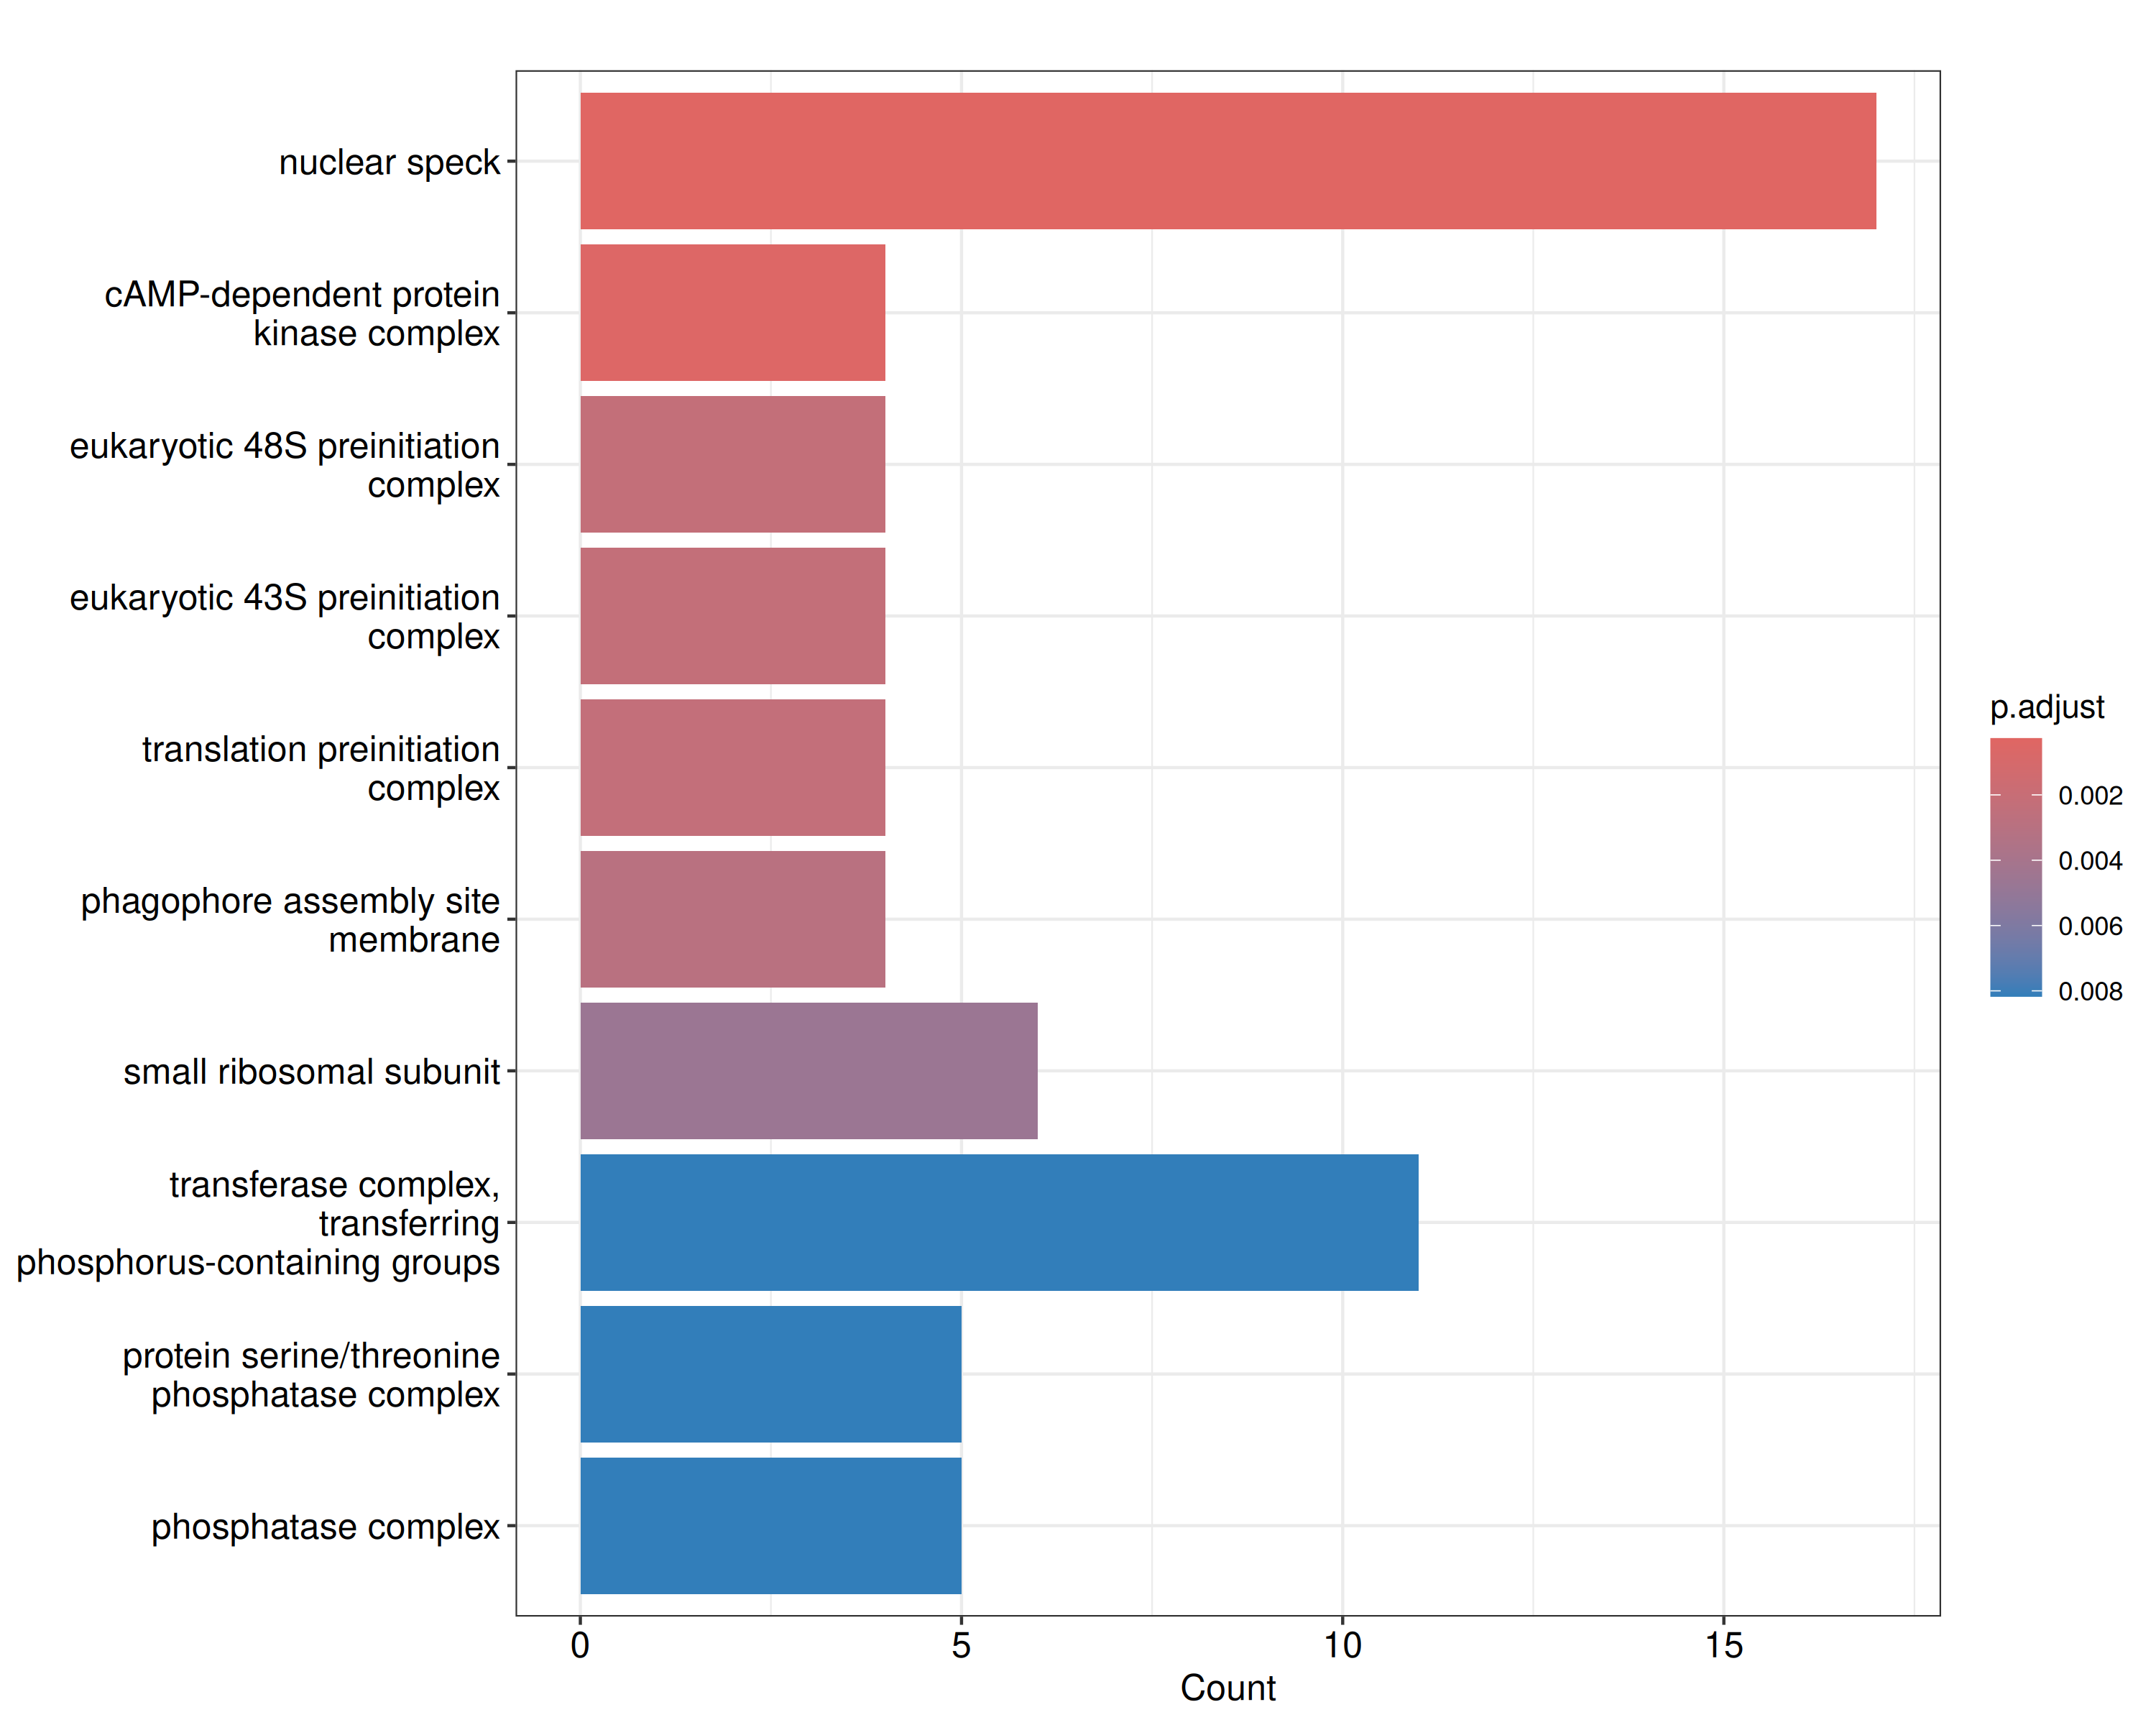 nuclear speck
cAMP-dependent protein
kinase complex
eukaryotic 48S preinitiation
complex
eukaryotic 43S preinitiation
complex
translation preinitiation
complex
phagophore assembly site
membrane
small ribosomal subunit
transferase complex,
transferring
phosphorus-containing groups
protein serine/threonine
phosphatase complex
phosphatase complex
0 5 10 15
Count
p.adjust
0.002
0.004
0.006
0.008